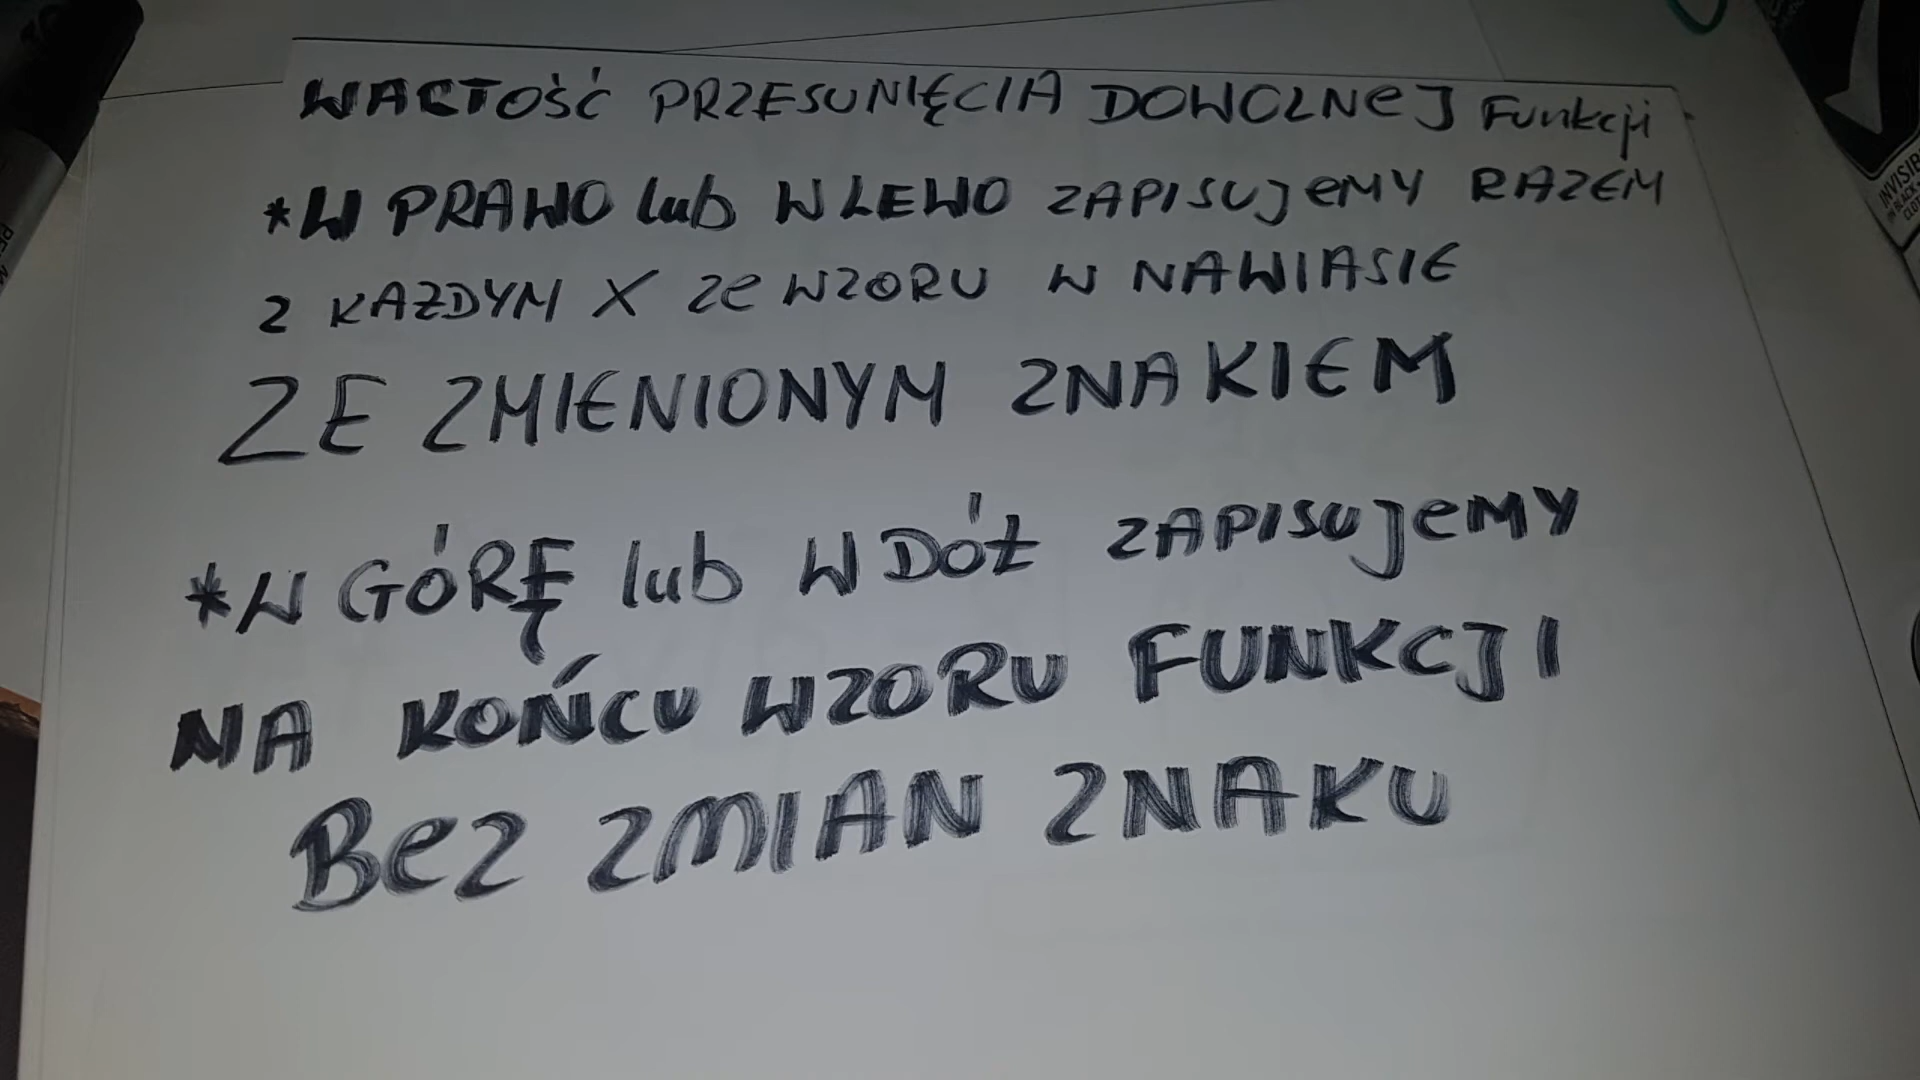 WARTOŚĆ PRZESUNIĘCIA DOWOLNEJ Funkcji
*W PRAWO lub W LEWO ZAPISUJEMY RAZEM
Z KAŻDYM X ZE WZORU W NAWIASIE
ZE ZMIENIONYM ZNAKIEM
*W GÓRĘ lub W DÓŁ ZAPISUJEMY
NA KOŃCU WZORU FUNKCJI
BEZ ZMIAN ZNAKU